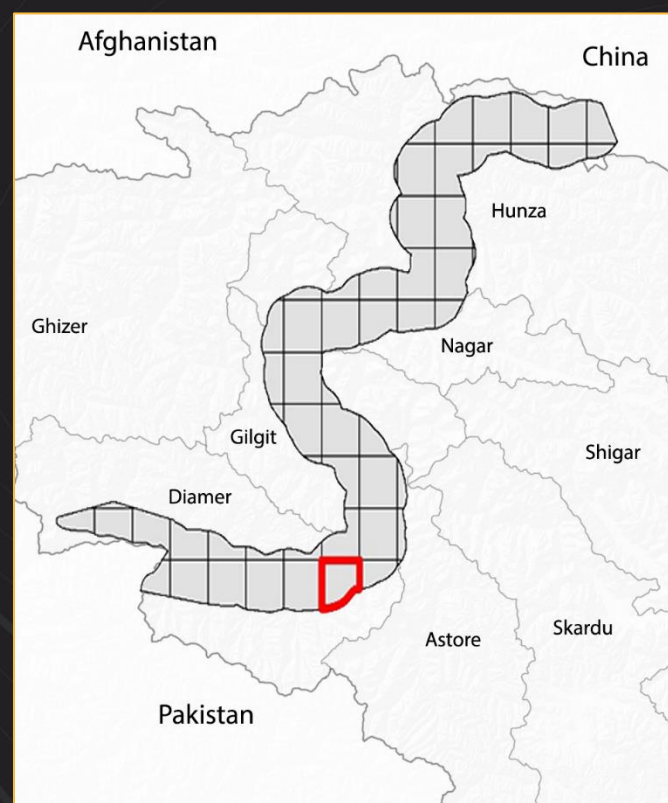 Afghanistan
China
Hunza
Ghizer
Nagar
Gilgit
Shigar
Diamer
Skardu
Astore
Pakistan